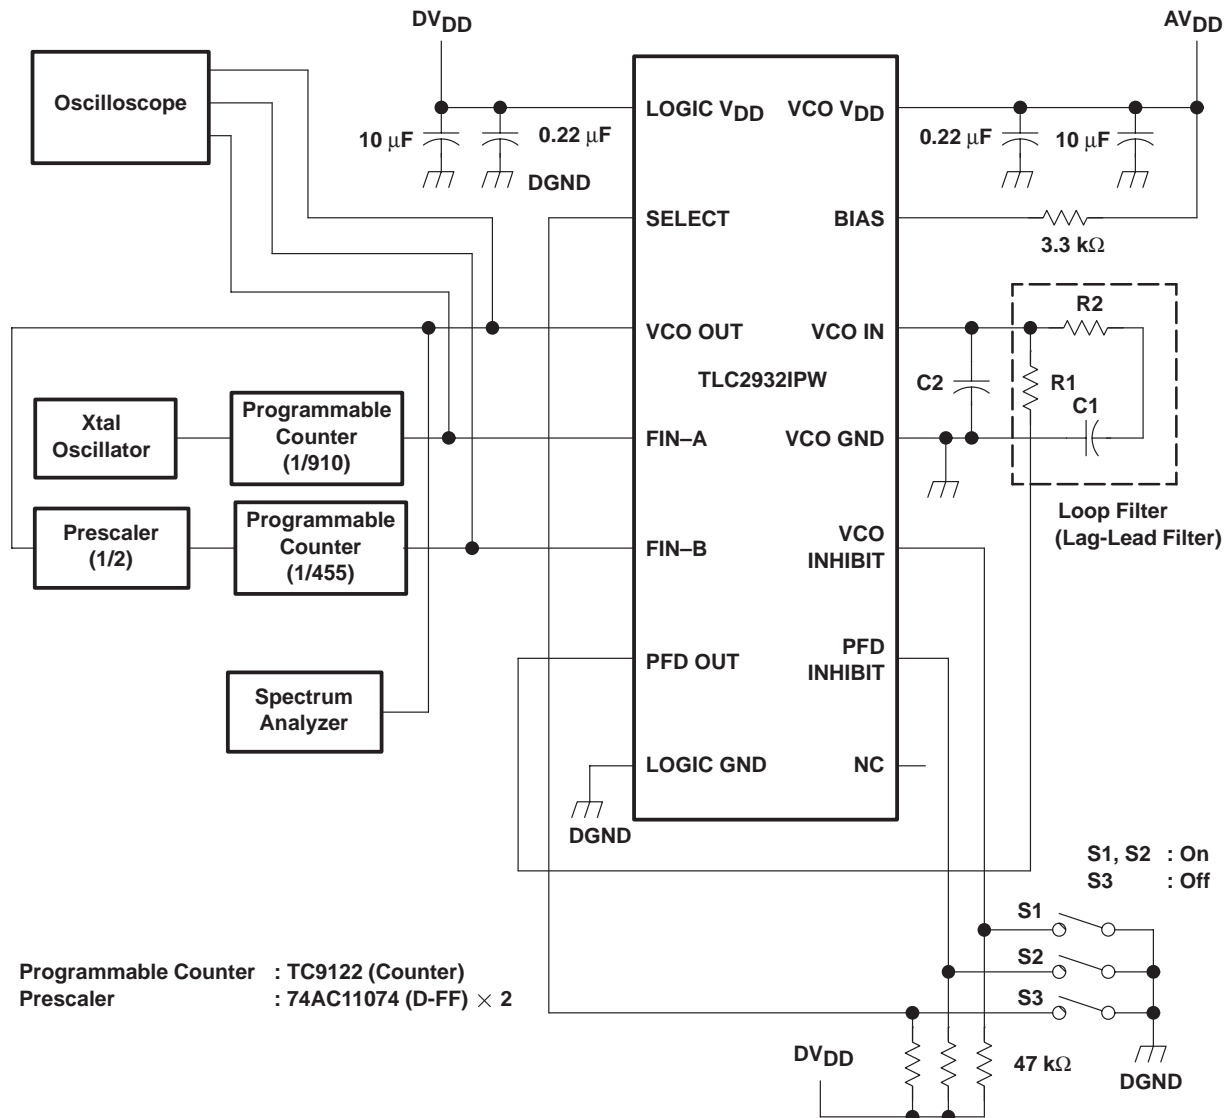 DVDD
AVDD
Oscilloscope
LOGIC VDD
VCO VDD
10 μF
0.22 μF
DGND
0.22 μF
10 μF
SELECT
BIAS
3.3 kΩ
R2
VCO OUT
VCO IN
TLC2932IPW
C2
R1
C1
Xtal
Oscillator
Programmable
Counter
(1/910)
FIN–A
VCO GND
Loop Filter
(Lag-Lead Filter)
Prescaler
(1/2)
Programmable
Counter
(1/455)
FIN–B
VCO
INHIBIT
PFD OUT
PFD
INHIBIT
Spectrum
Analyzer
LOGIC GND
NC
DGND
S1, S2 : On
S3 : Off
S1
S2
S3
Programmable Counter : TC9122 (Counter)
Prescaler : 74AC11074 (D-FF) × 2
DVDD
47 kΩ
DGND